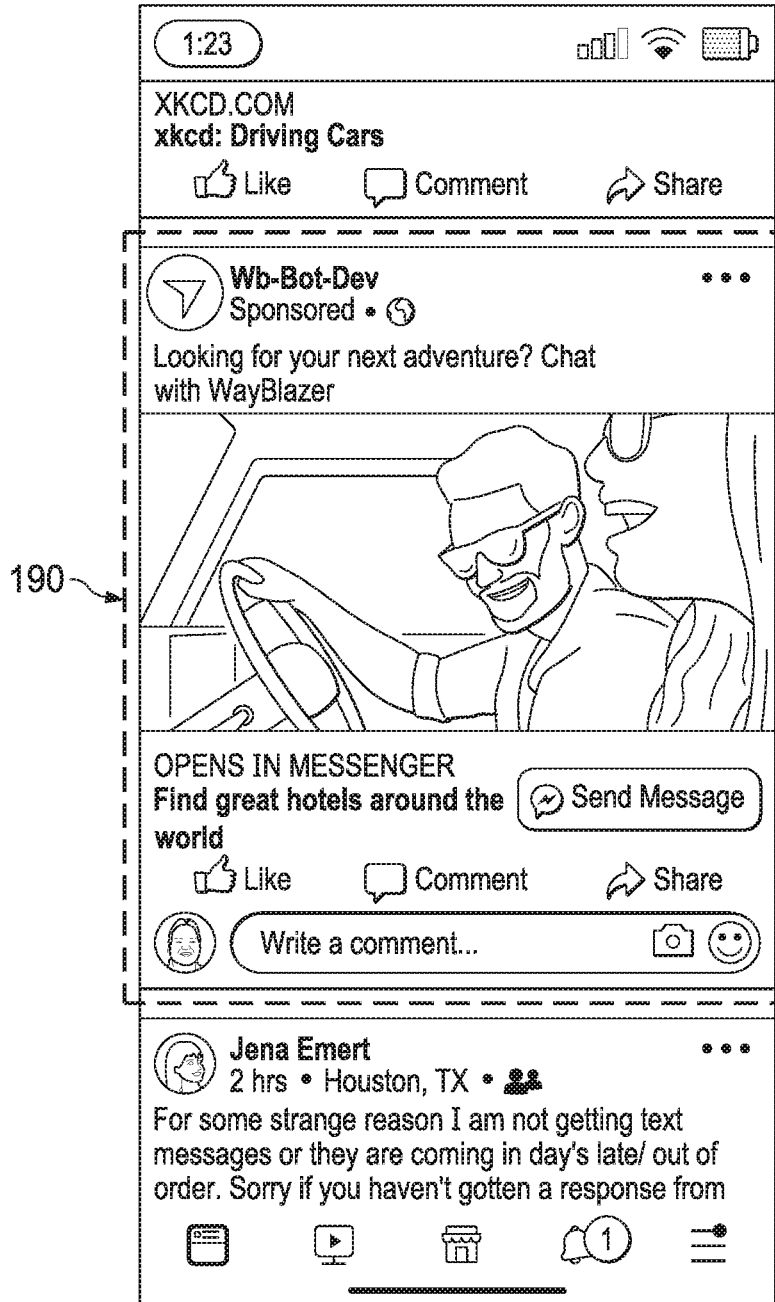 1:23
XKCD.COM
xkcd: Driving Cars
Like Comment Share
Wb-Bot-Dev
Sponsored •
Looking for your next adventure? Chat
with WayBlazer
190
OPENS IN MESSENGER
Find great hotels around the
world
Send Message
Like Comment Share
Write a comment...
Jena Emert
2 hrs • Houston, TX •
For some strange reason I am not getting text
messages or they are coming in day's late/ out of
order. Sorry if you haven't gotten a response from
1